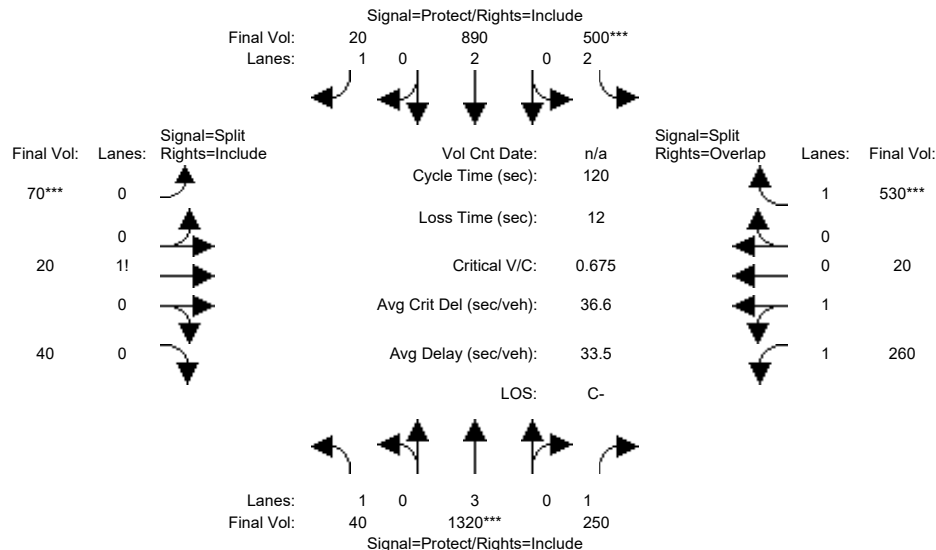 Signal=Protect/Rights=Include
Final Vol: 20 890 500***
Lanes: 1 0 2 0 2
Signal=Split Signal=Split
Final Vol: Lanes: Rights=Include Vol Cnt Date: n/a Rights=Overlap Lanes: Final Vol:
Cycle Time (sec): 120
70*** 0 1 530***
Loss Time (sec): 12
0 0
20 1! Critical V/C: 0.675 0 20
0 Avg Crit Del (sec/veh): 36.6 1
40 0 Avg Delay (sec/veh): 33.5 1 260
LOS: C-
Lanes: 1 0 3 0 1
Final Vol: 40 1320*** 250
Signal=Protect/Rights=Include